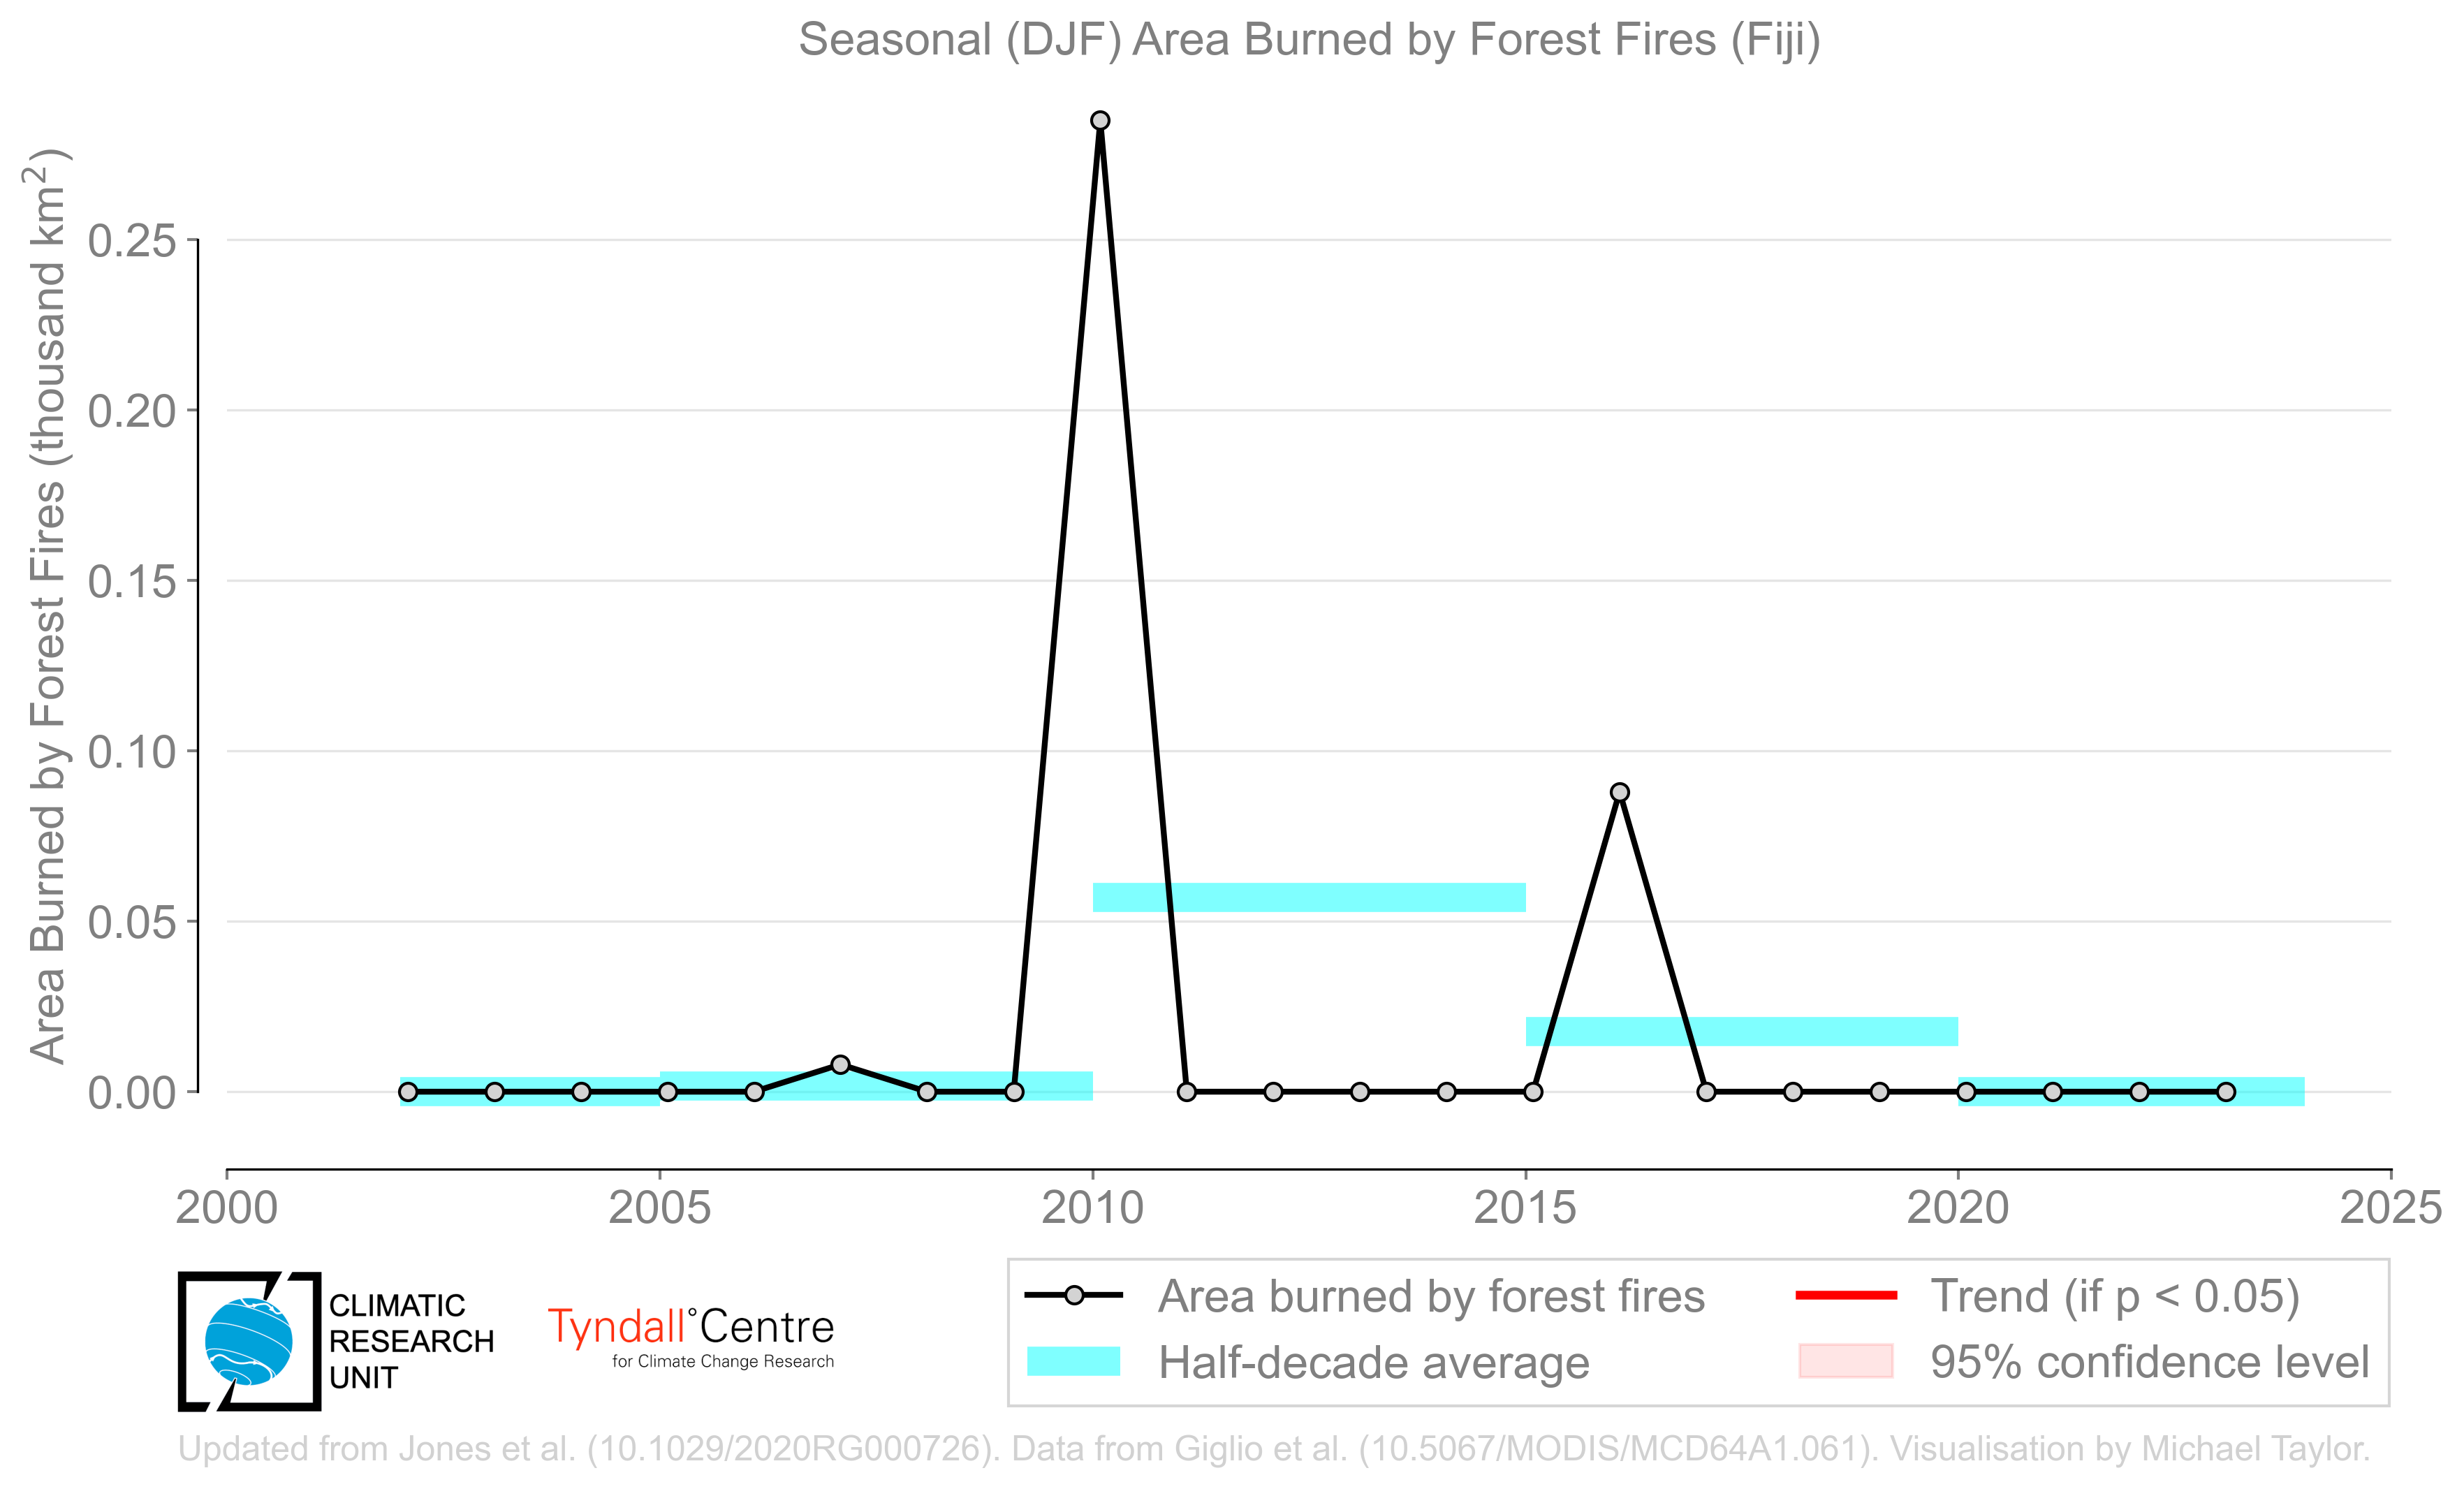 Seasonal (DJF) Area Burned by Forest Fires (Fiji)
Area Burned by Forest Fires (thousand km²)
0.25
0.20
0.15
0.10
0.05
0.00
2000
2005
2010
2015
2020
2025
CLIMATIC
RESEARCH
UNIT
Tyndall°Centre
for Climate Change Research
Area burned by forest fires
Half-decade average
Trend (if p < 0.05)
95% confidence level
Updated from Jones et al. (10.1029/2020RG000726). Data from Giglio et al. (10.5067/MODIS/MCD64A1.061). Visualisation by Michael Taylor.